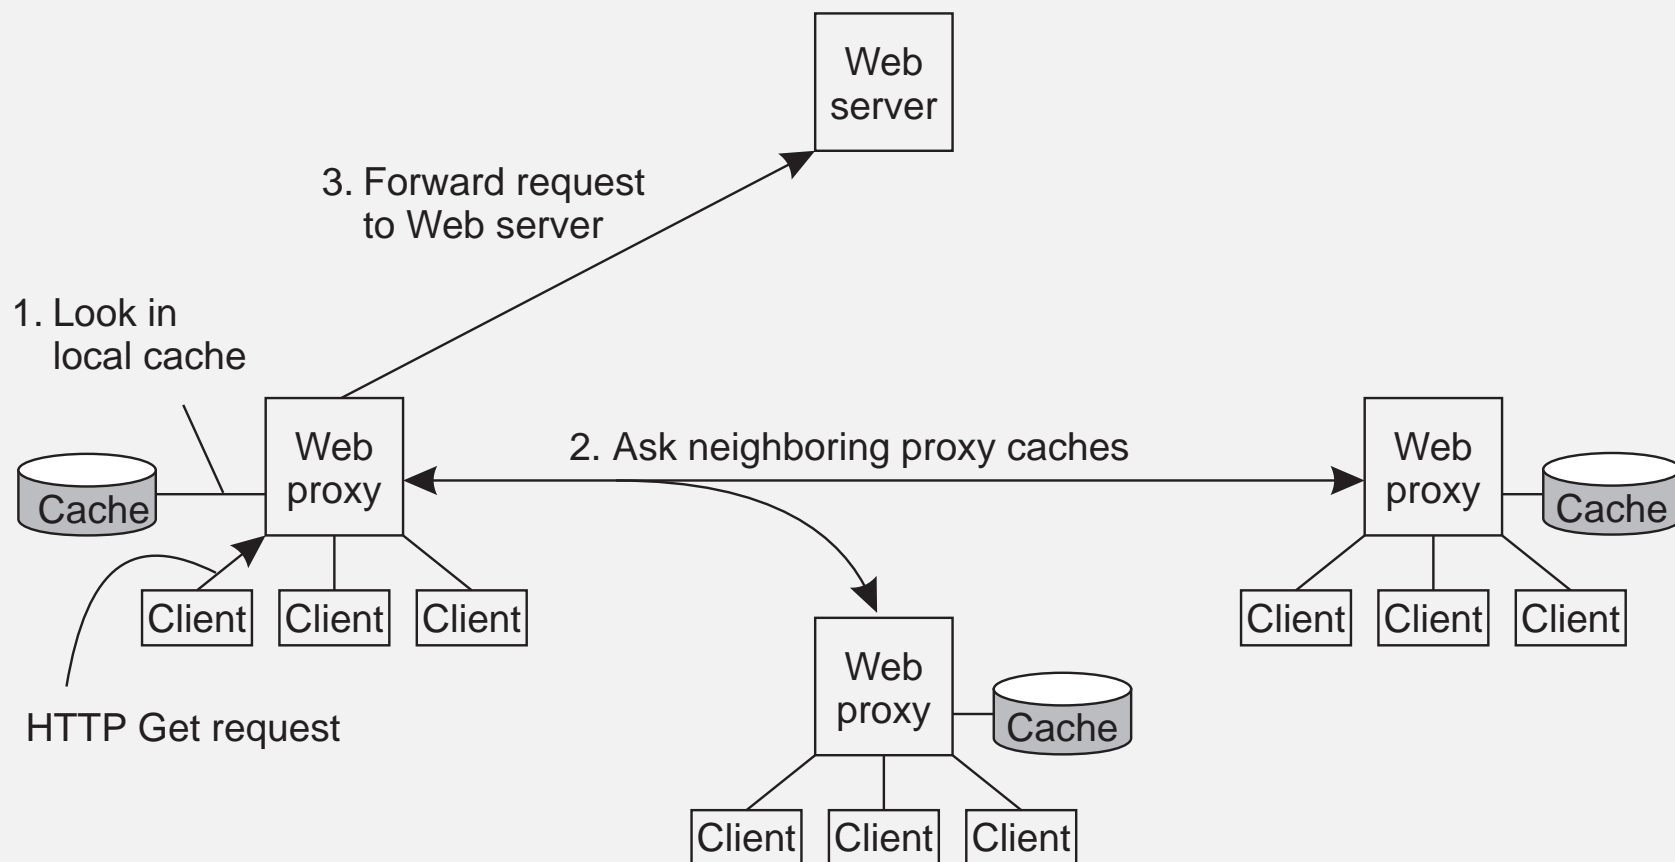 Web
server
3. Forward request
to Web server
1. Look in
local cache
Web
proxy
2. Ask neighboring proxy caches
Web
proxy
Cache
Cache
Client
Client
Client
Client
Client
Client
Web
proxy
Cache
HTTP Get request
Client
Client
Client